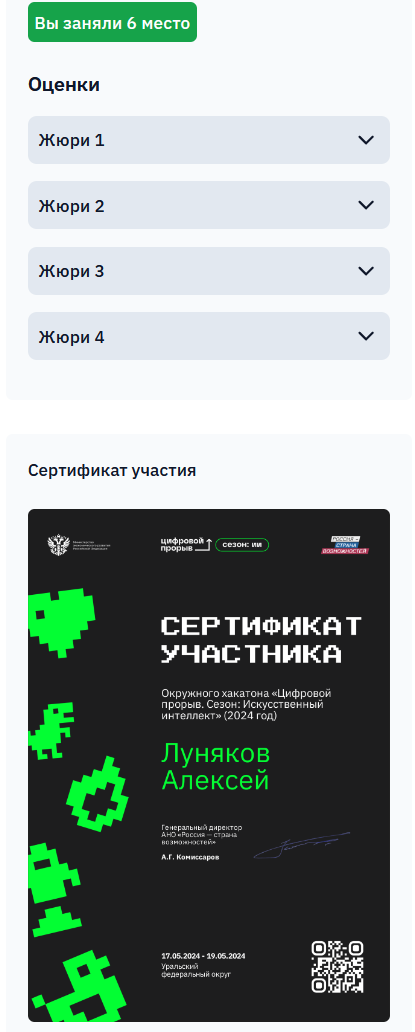 Вы заняли 6 место
Оценки
Жюри 1
Жюри 2
Жюри 3
Жюри 4
Сертификат участия
цифровой
прорыв
сезон: ии
РОССИЯ –
СТРАНА
ВОЗМОЖНОСТЕЙ
СЕРТИФИКАТ
УЧАСТНИКА
Окружного хакатона «Цифровой
прорыв. Сезон: Искусственный
интеллект» (2024 год)
Луняков
Алексей
Генеральный директор
АНО «Россия — страна
возможностей»
А.Г. Комиссаров
17.05.2024 - 19.05.2024
Уральский
федеральный округ